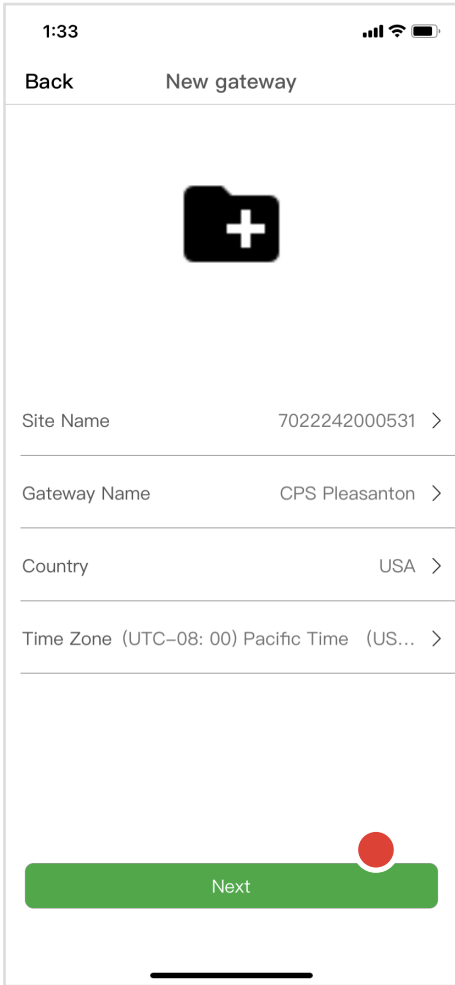 1:33
Back New gateway
Site Name 7022242000531
Gateway Name CPS Pleasanton
Country USA
Time Zone (UTC-08: 00) Pacific Time (US...
Next